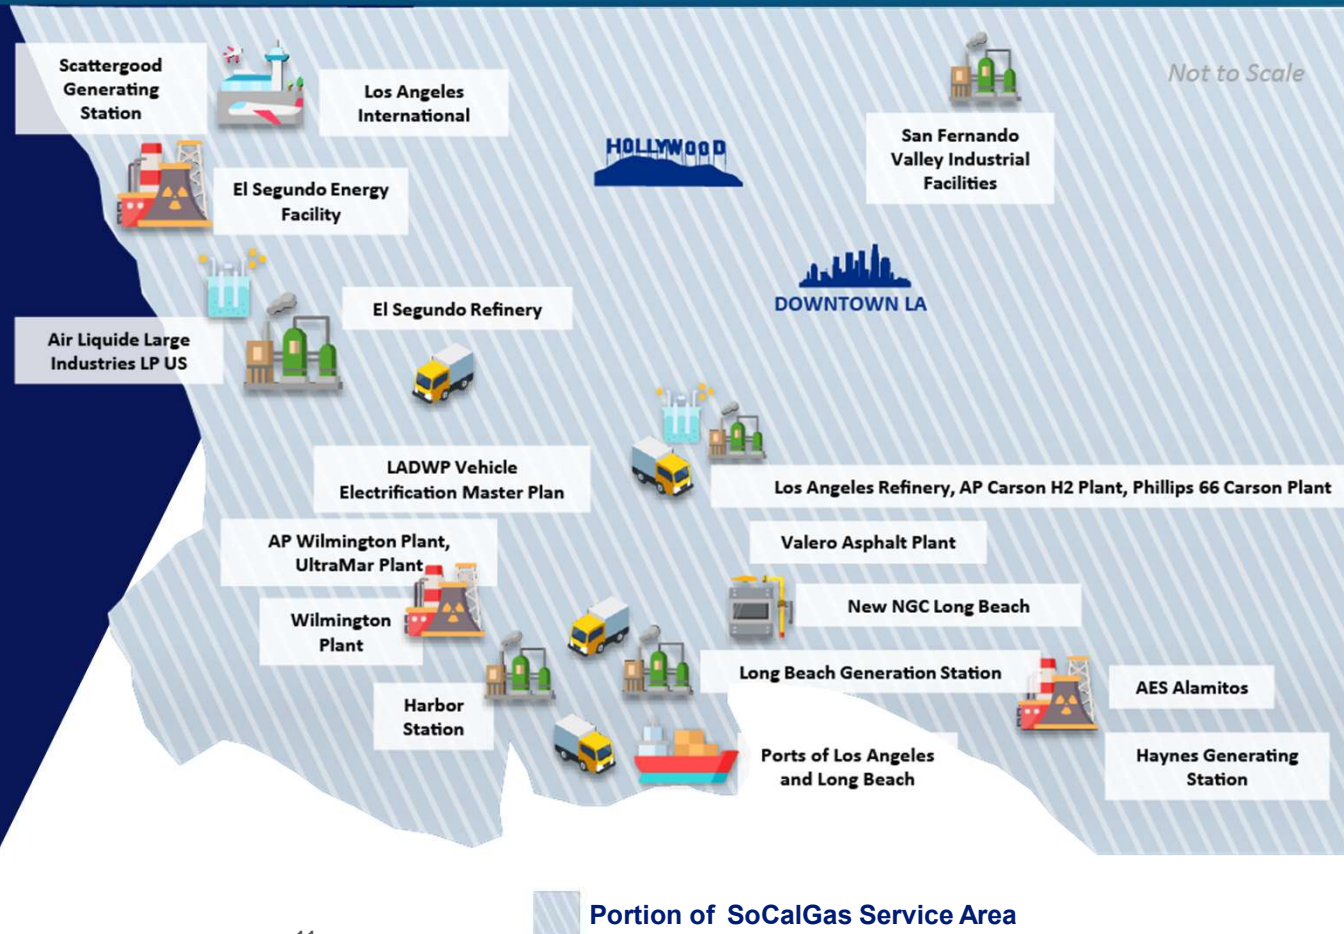 Scattergood
Generating
Station
Los Angeles
International
Not to Scale
HOLLYWOOD
San Fernando
Valley Industrial
Facilities
El Segundo Energy
Facility
DOWNTOWN LA
El Segundo Refinery
Air Liquide Large
Industries LP US
LADWP Vehicle
Electrification Master Plan
Los Angeles Refinery, AP Carson H2 Plant, Phillips 66 Carson Plant
AP Wilmington Plant,
UltraMar Plant
Valero Asphalt Plant
New NGC Long Beach
Wilmington
Plant
Long Beach Generation Station
AES Alamitos
Harbor
Station
Ports of Los Angeles
and Long Beach
Haynes Generating
Station
Portion of SoCalGas Service Area